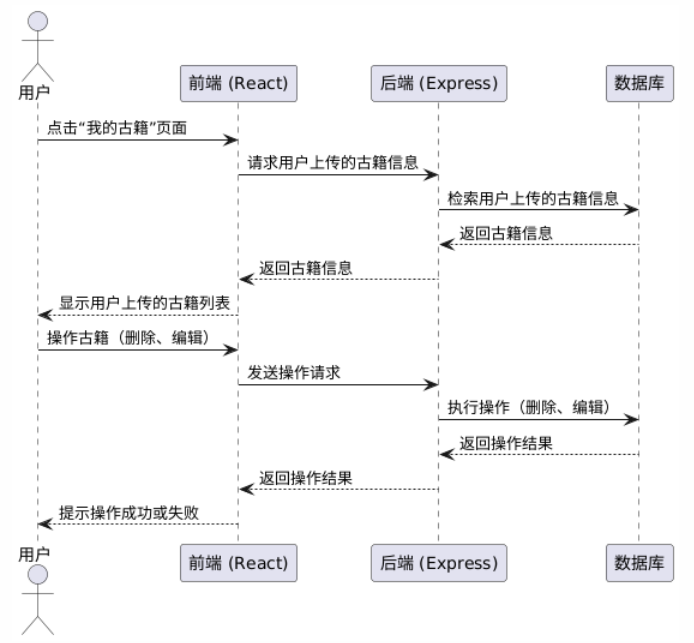 用户
前端 (React)
后端 (Express)
数据库
点击“我的古籍”页面
请求用户上传的古籍信息
检索用户上传的古籍信息
返回古籍信息
返回古籍信息
显示用户上传的古籍列表
操作古籍（删除、编辑）
发送操作请求
执行操作（删除、编辑）
返回操作结果
返回操作结果
提示操作成功或失败
用户
前端 (React)
后端 (Express)
数据库